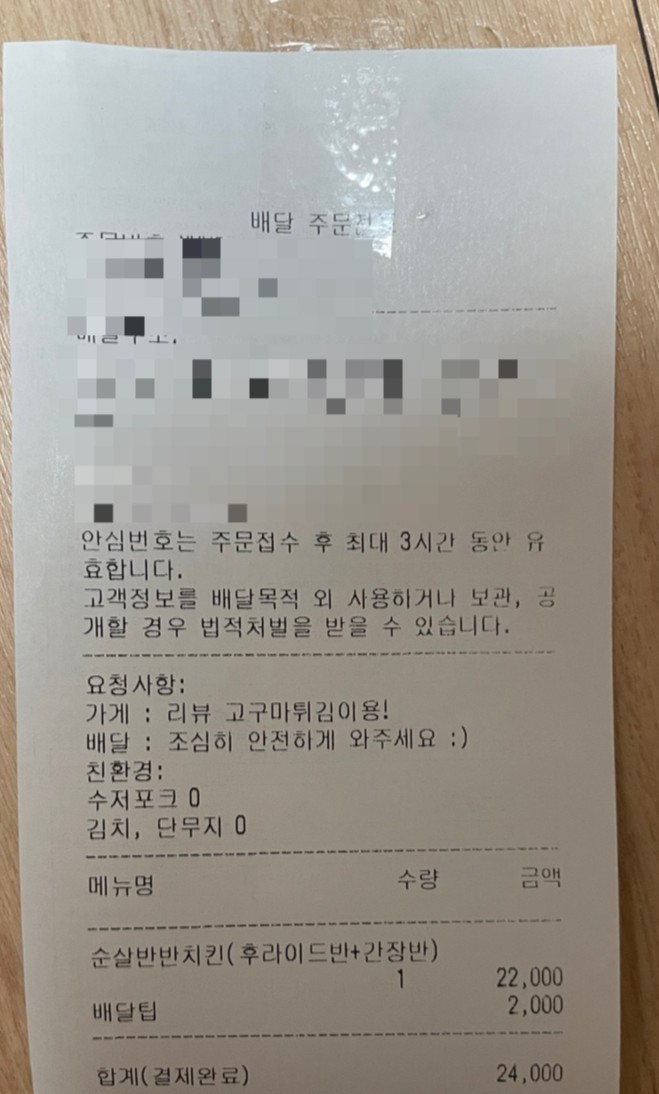 배달 주문전표
안심번호는 주문접수 후 최대 3시간 동안 유
효합니다.
고객정보를 배달목적 외 사용하거나 보관, 공
개할 경우 법적처벌을 받을 수 있습니다.
요청사항:
가게 : 리뷰 고구마튀김이용!
배달 : 조심히 안전하게 와주세요 :)
친환경:
수저포크 O
김치, 단무지 O
메뉴명 수량 금액
순살반반치킨(후라이드반+간장반)
1 22,000
배달팁 2,000
합계(결제완료) 24,000